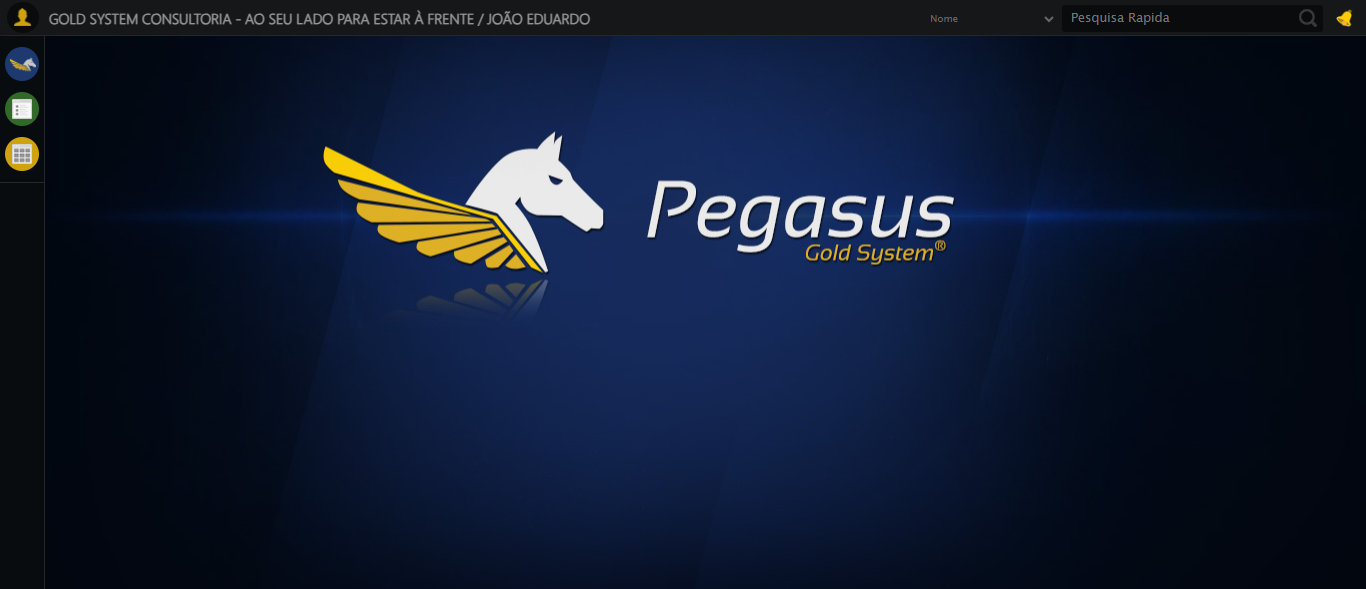 GOLD SYSTEM CONSULTORIA - AO SEU LADO PARA ESTAR À FRENTE / JOÃO EDUARDO
Nome
Pesquisa Rapida
Pegasus
Gold System®